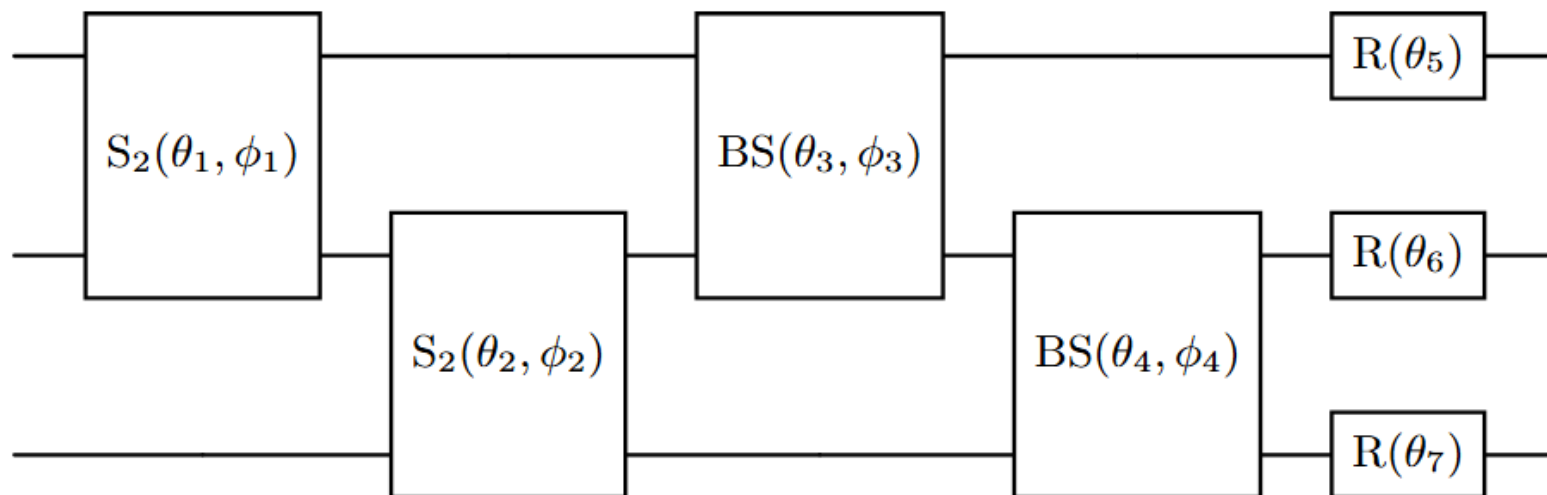 S₂(θ₁, ϕ₁)
S₂(θ₂, ϕ₂)
BS(θ₃, ϕ₃)
BS(θ₄, ϕ₄)
R(θ₅)
R(θ₆)
R(θ₇)